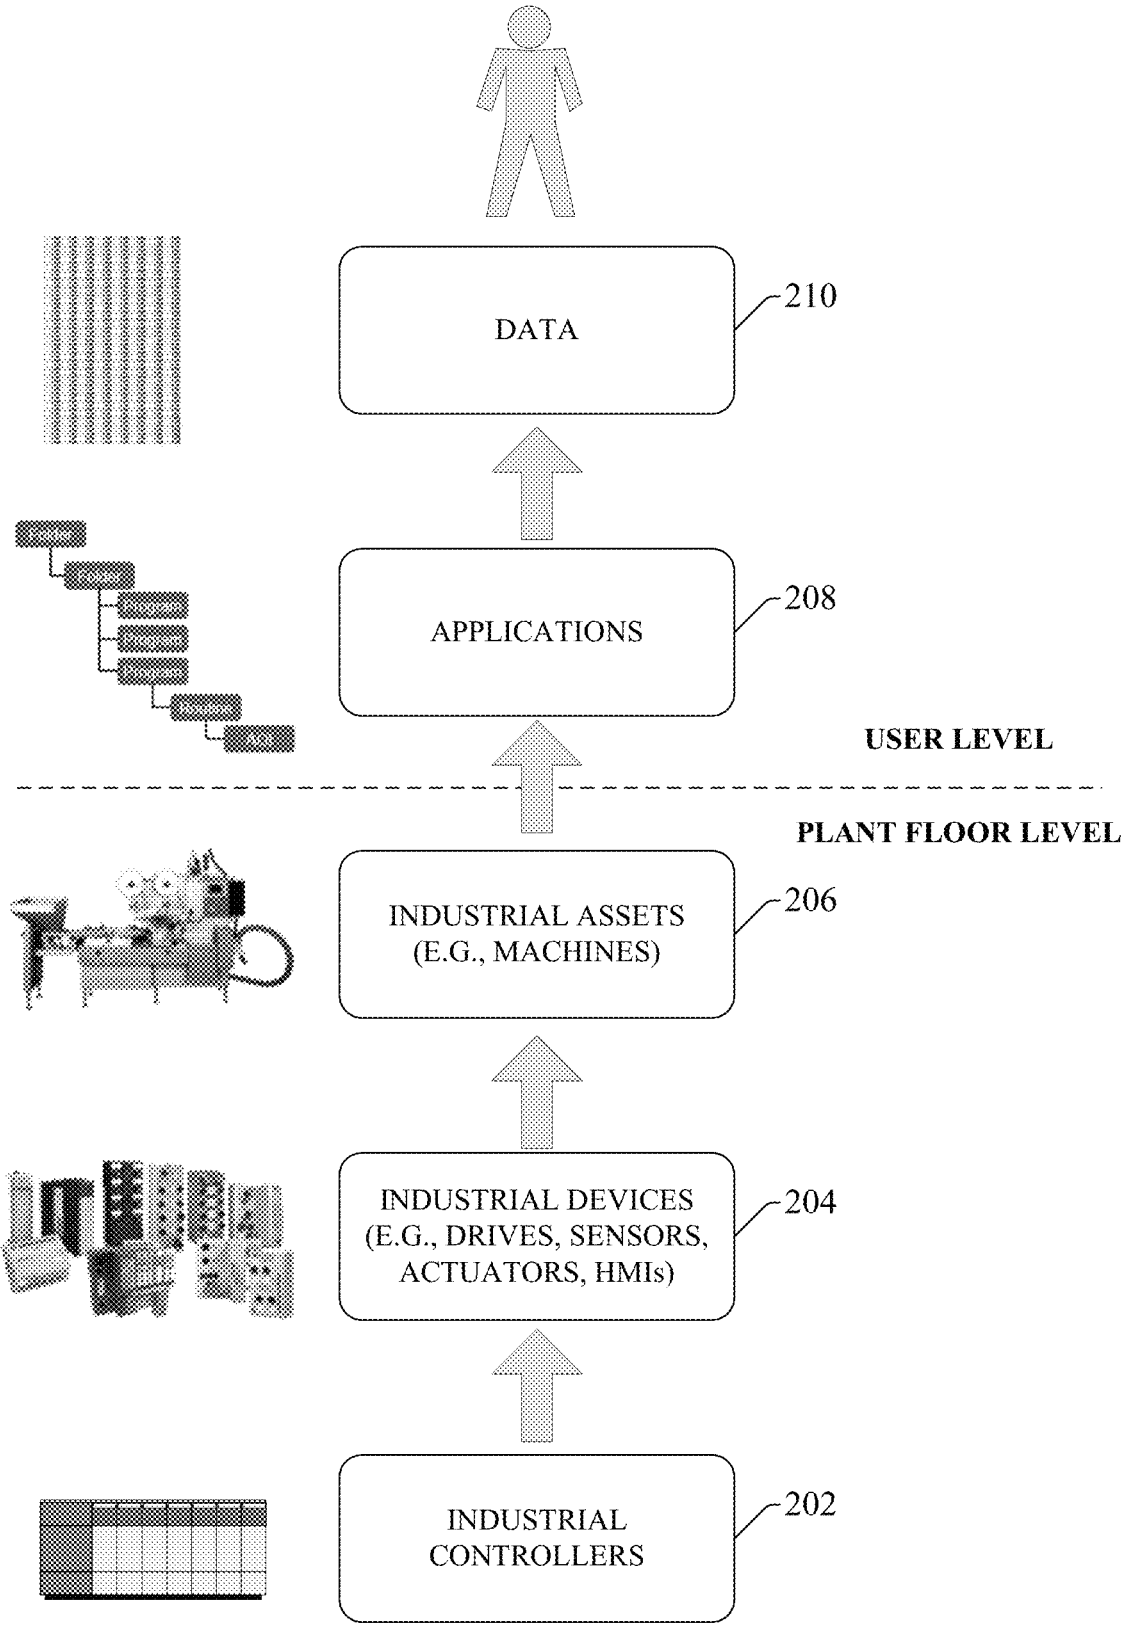 DATA
210
APPLICATIONS
208
USER LEVEL
PLANT FLOOR LEVEL
INDUSTRIAL ASSETS
(E.G., MACHINES)
206
INDUSTRIAL DEVICES
(E.G., DRIVES, SENSORS,
ACTUATORS, HMIs)
204
INDUSTRIAL
CONTROLLERS
202